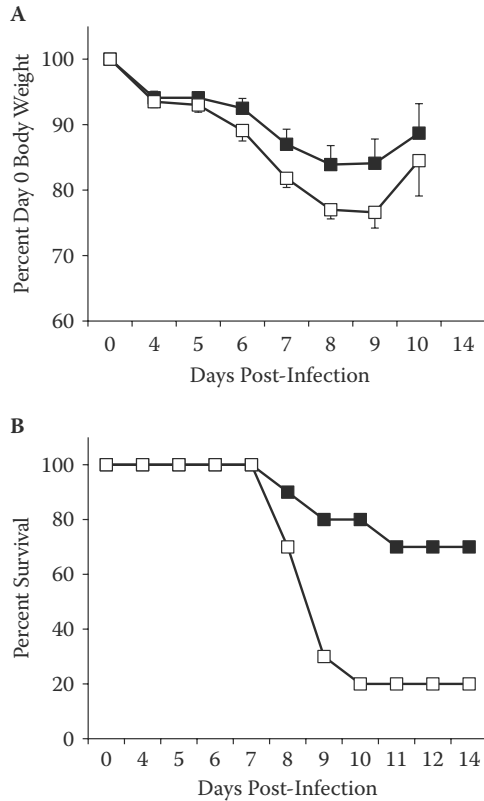 A
100
90
80
70
60
Percent Day 0 Body Weight
0 4 5 6 7 8 9 10 14
Days Post-Infection
B
100
80
60
40
20
0
Percent Survival
0 4 5 6 7 8 9 10 11 12 14
Days Post-Infection